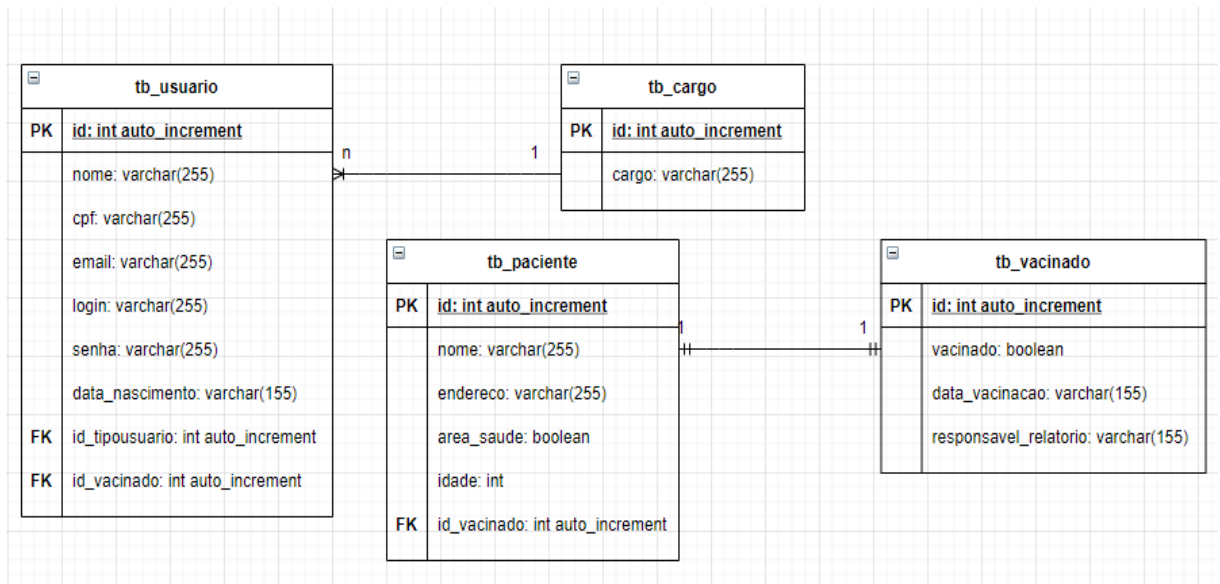 tb_usuario
PK id: int auto_increment
nome: varchar(255)
cpf: varchar(255)
email: varchar(255)
login: varchar(255)
senha: varchar(255)
data_nascimento: varchar(155)
FK id_tipousuario: int auto_increment
FK id_vacinado: int auto_increment
n 1
tb_cargo
PK id: int auto_increment
cargo: varchar(255)
tb_paciente
PK id: int auto_increment
nome: varchar(255)
endereco: varchar(255)
area_saude: boolean
idade: int
FK id_vacinado: int auto_increment
1 1
tb_vacinado
PK id: int auto_increment
vacinado: boolean
data_vacinacao: varchar(155)
responsavel_relatorio: varchar(155)